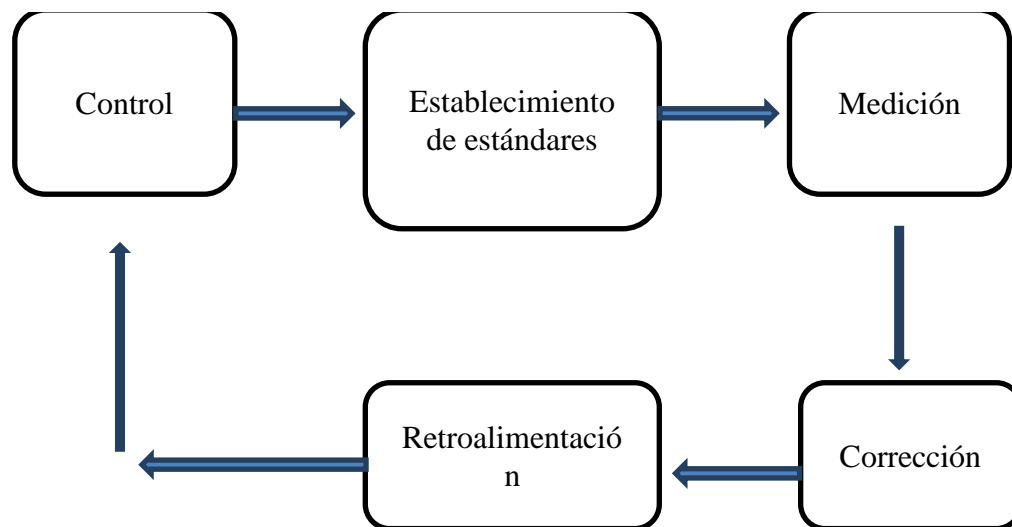 Control
Establecimiento
de estándares
Medición
Retroalimentació
n
Corrección